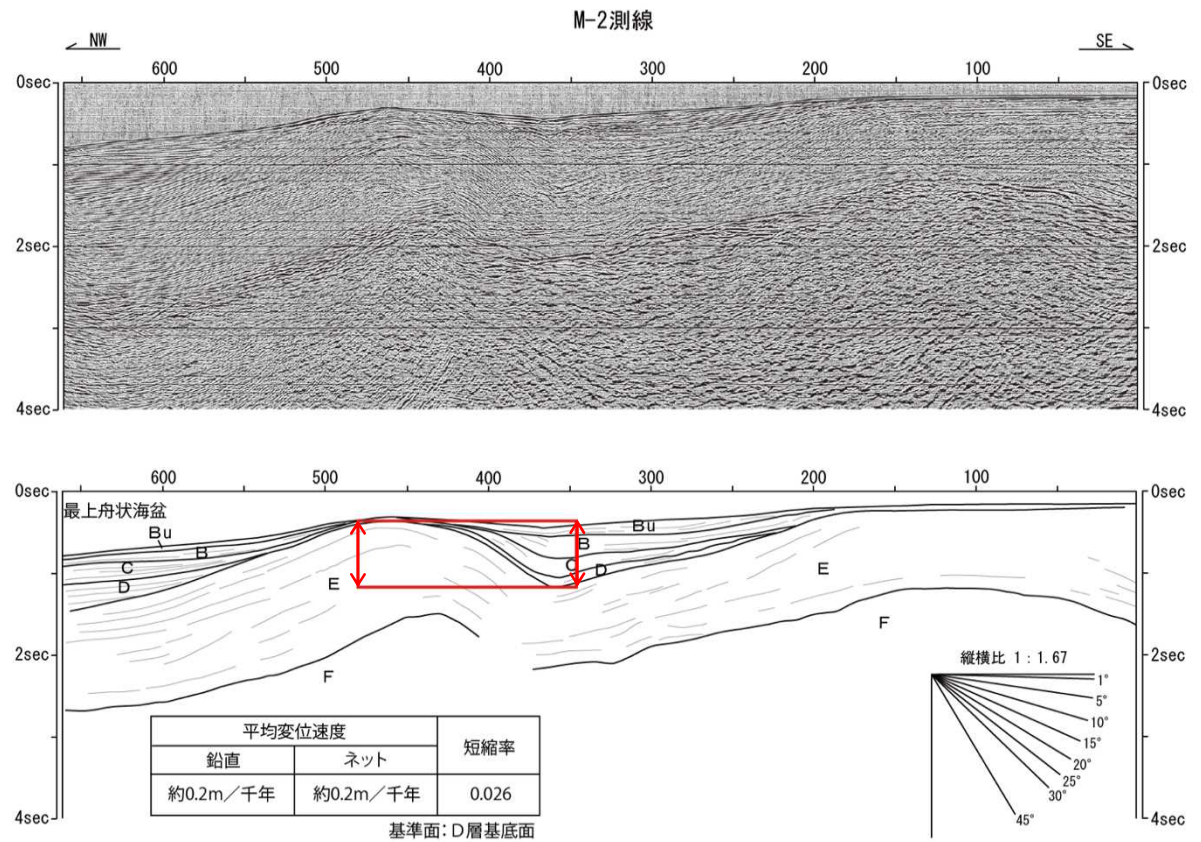 M-2測線
NW
SE
600 500 400 300 200 100
0sec 0sec
2sec 2sec
4sec 4sec
600 500 400 300 200 100
0sec 0sec
最上舟状海盆
Bu
B
C
D
E
F
Bu
B
C
D
E
F
2sec 2sec
縦横比 1：1.67
1°
5°
10°
15°
20°
25°
30°
45°
平均変位速度 短縮率
鉛直 ネット
約0.2m／千年 約0.2m／千年 0.026
基準面：D層基底面
4sec 4sec